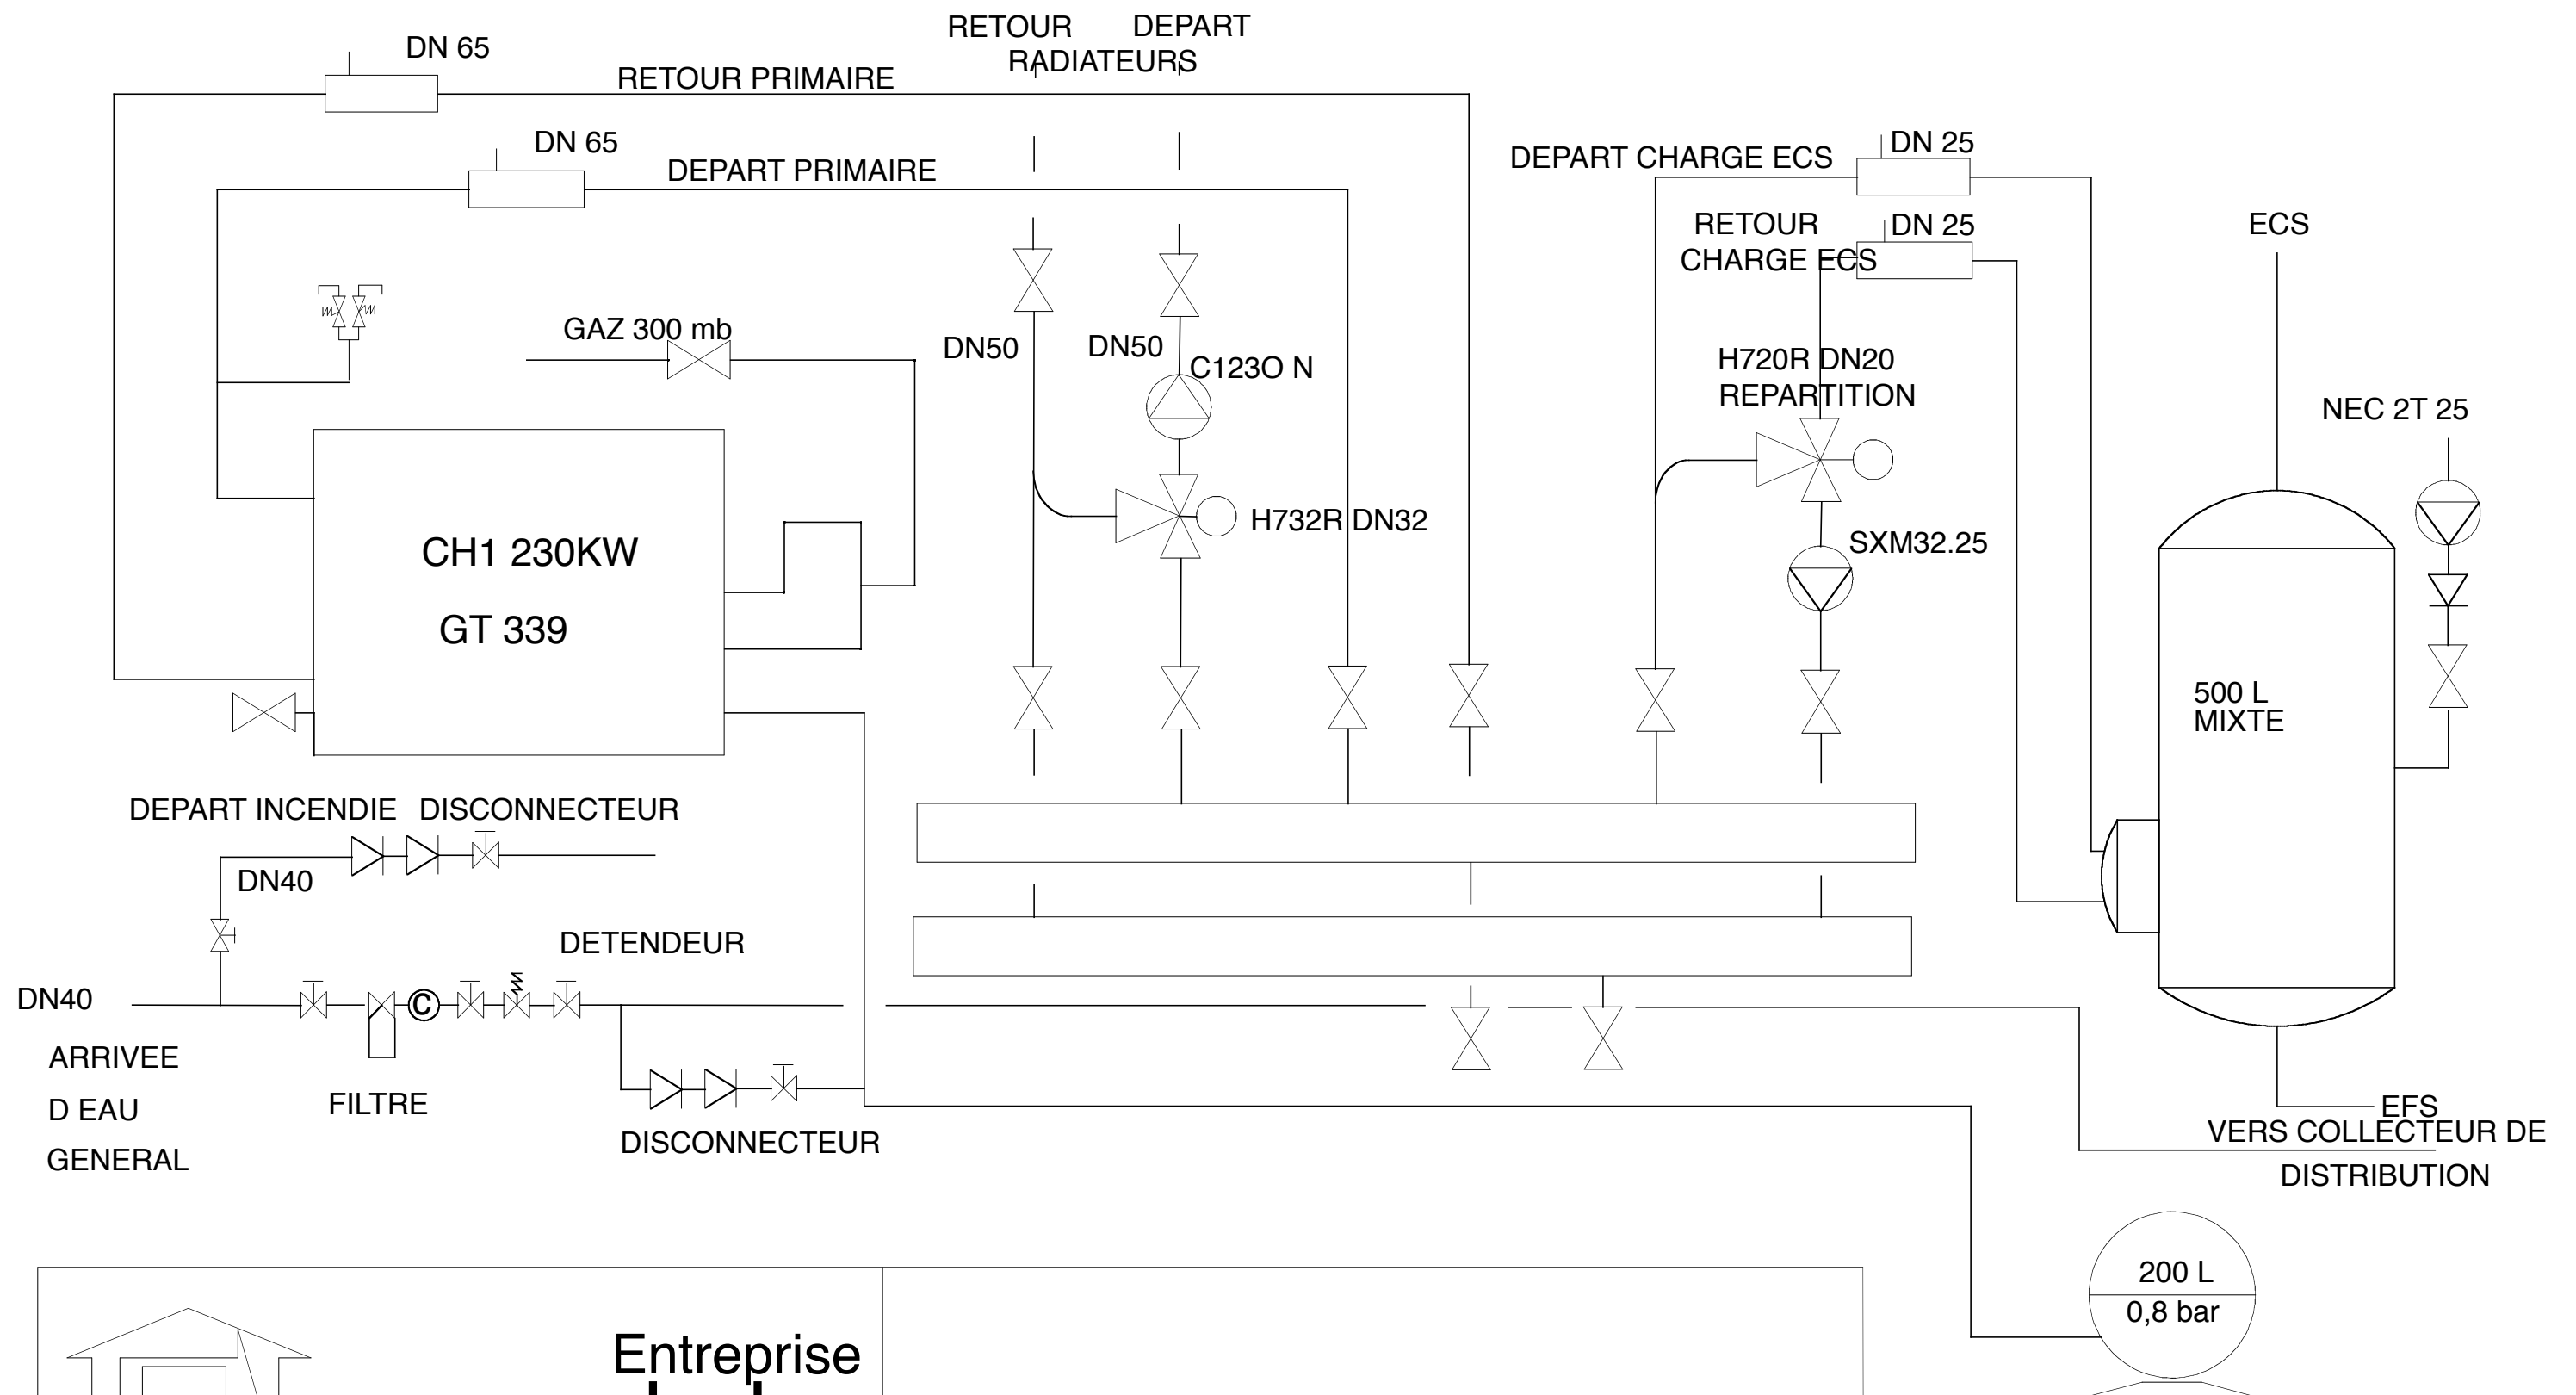 RETOUR DEPART
RADIATEURS
DN 65
RETOUR PRIMAIRE
DN 65
DEPART PRIMAIRE
DEPART CHARGE ECS
DN 25
RETOUR
CHARGE ECS
DN 25
ECS
GAZ 300 mb
DN50
DN50
C123O N
H720R DN20
REPARTITION
NEC 2T 25
H732R DN32
SXM32.25
CH1 230KW
GT 339
500 L
MIXTE
DEPART INCENDIE DISCONNECTEUR
DN40
DETENDEUR
DN40
C
ARRIVEE
D EAU
GENERAL
FILTRE
DISCONNECTEUR
EFS
VERS COLLECTEUR DE
DISTRIBUTION
200 L
0,8 bar
Entreprise